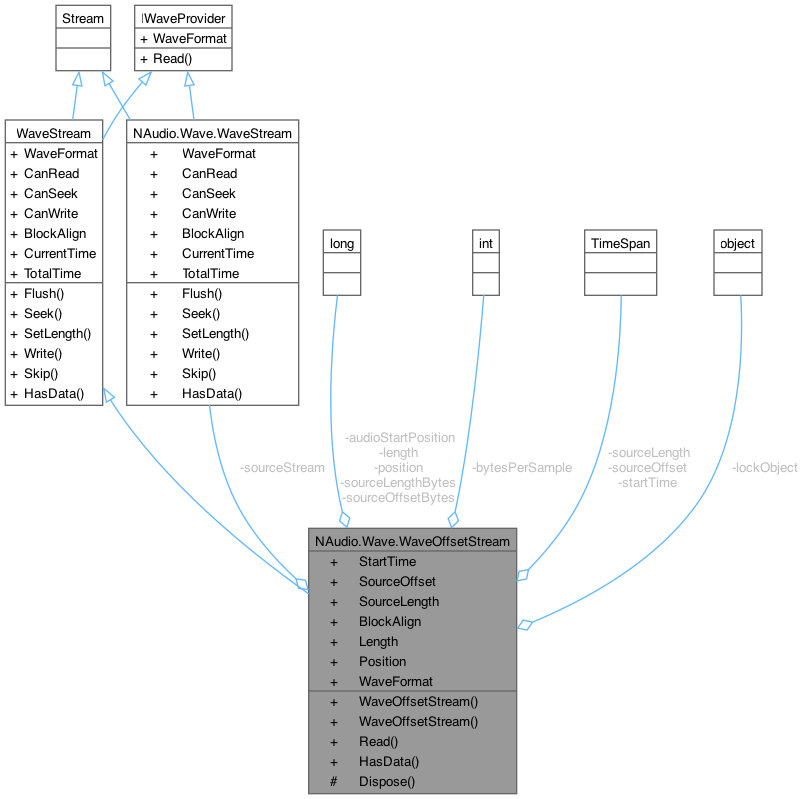 Stream
IWaveProvider
+ WaveFormat
+ Read()
WaveStream
+ WaveFormat
+ CanRead
+ CanSeek
+ CanWrite
+ BlockAlign
+ CurrentTime
+ TotalTime
+ Flush()
+ Seek()
+ SetLength()
+ Write()
+ Skip()
+ HasData()
NAudio.Wave.WaveStream
+ WaveFormat
+ CanRead
+ CanSeek
+ CanWrite
+ BlockAlign
+ CurrentTime
+ TotalTime
+ Flush()
+ Seek()
+ SetLength()
+ Write()
+ Skip()
+ HasData()
long
int
TimeSpan
object
-sourceStream
-audioStartPosition
-length
-position
-sourceLengthBytes
-sourceOffsetBytes
-bytesPerSample
-sourceLength
-sourceOffset
-startTime
-lockObject
NAudio.Wave.WaveOffsetStream
+ StartTime
+ SourceOffset
+ SourceLength
+ BlockAlign
+ Length
+ Position
+ WaveFormat
+ WaveOffsetStream()
+ WaveOffsetStream()
+ Read()
+ HasData()
# Dispose()